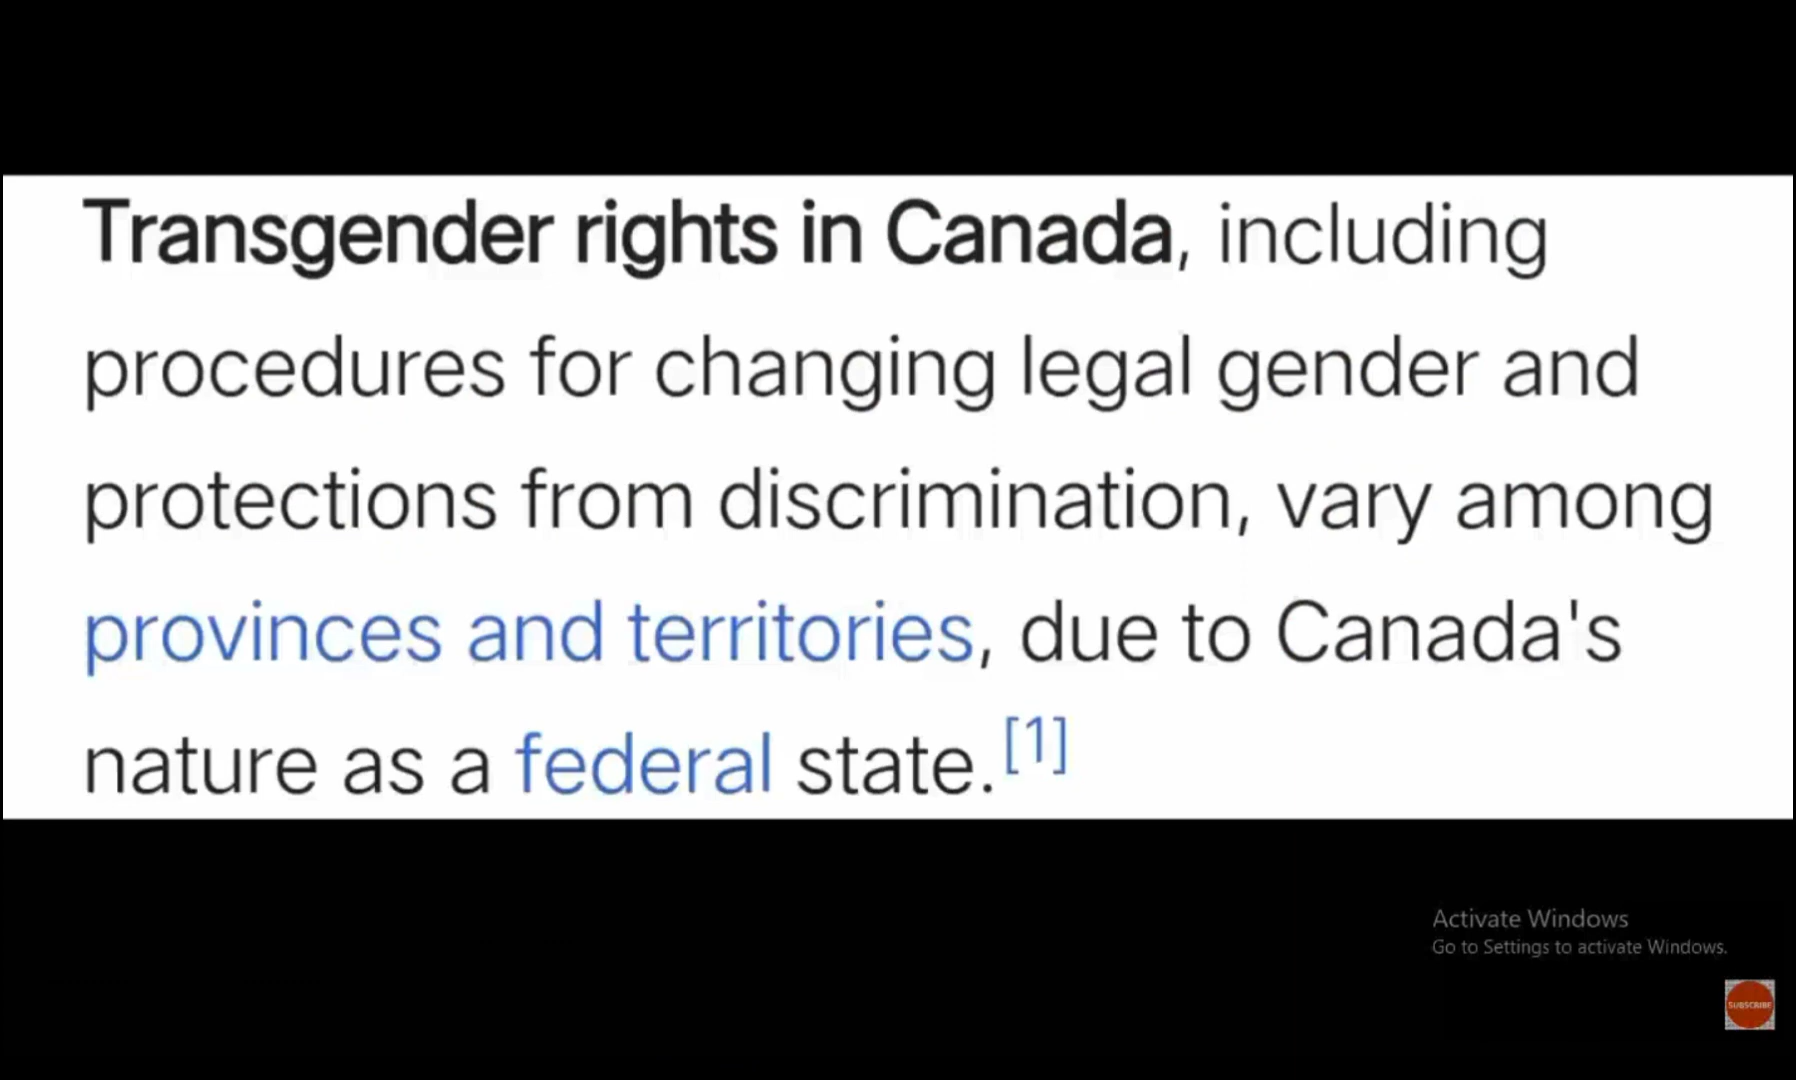 Transgender rights in Canada, including
procedures for changing legal gender and
protections from discrimination, vary among
provinces and territories, due to Canada's
nature as a federal state.[1]
Activate Windows
Go to Settings to activate Windows.
SUBSCRIBE